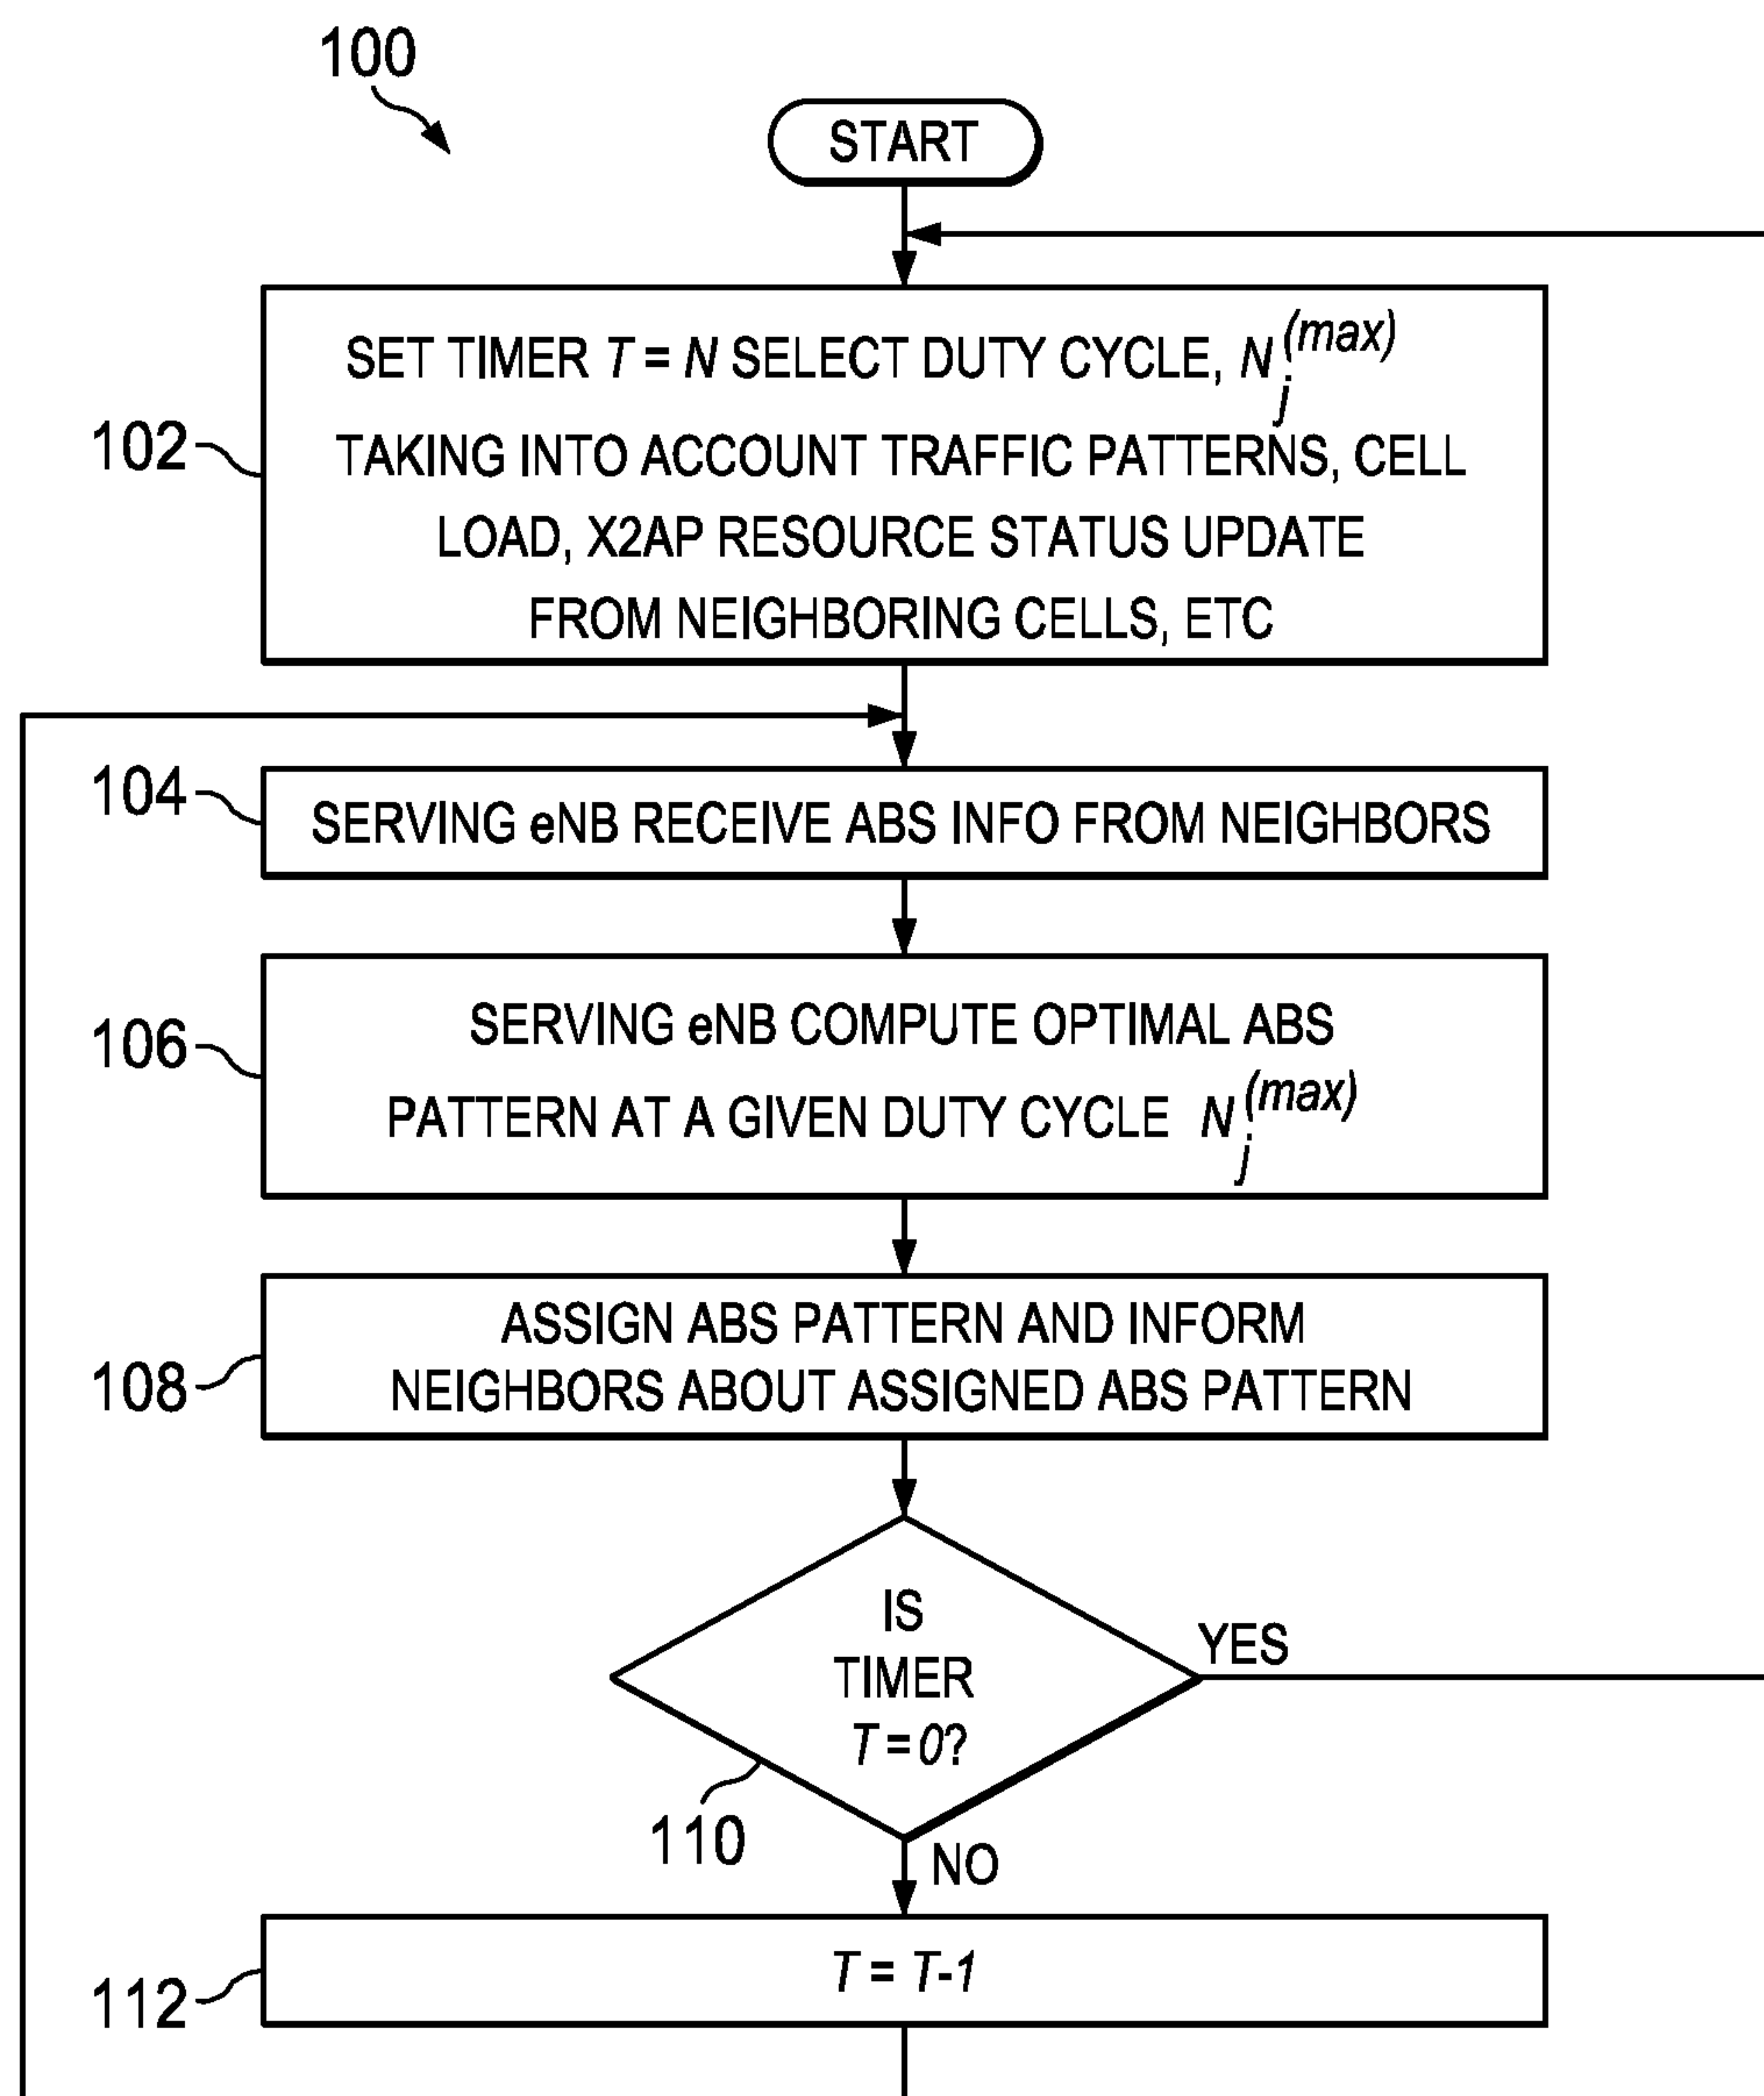 100
START
102
SET TIMER T = N SELECT DUTY CYCLE, N_j^(max)
TAKING INTO ACCOUNT TRAFFIC PATTERNS, CELL
LOAD, X2AP RESOURCE STATUS UPDATE
FROM NEIGHBORING CELLS, ETC
104
SERVING eNB RECEIVE ABS INFO FROM NEIGHBORS
106
SERVING eNB COMPUTE OPTIMAL ABS
PATTERN AT A GIVEN DUTY CYCLE N_j^(max)
108
ASSIGN ABS PATTERN AND INFORM
NEIGHBORS ABOUT ASSIGNED ABS PATTERN
IS
TIMER
T = 0?
YES
110
NO
112
T = T-1